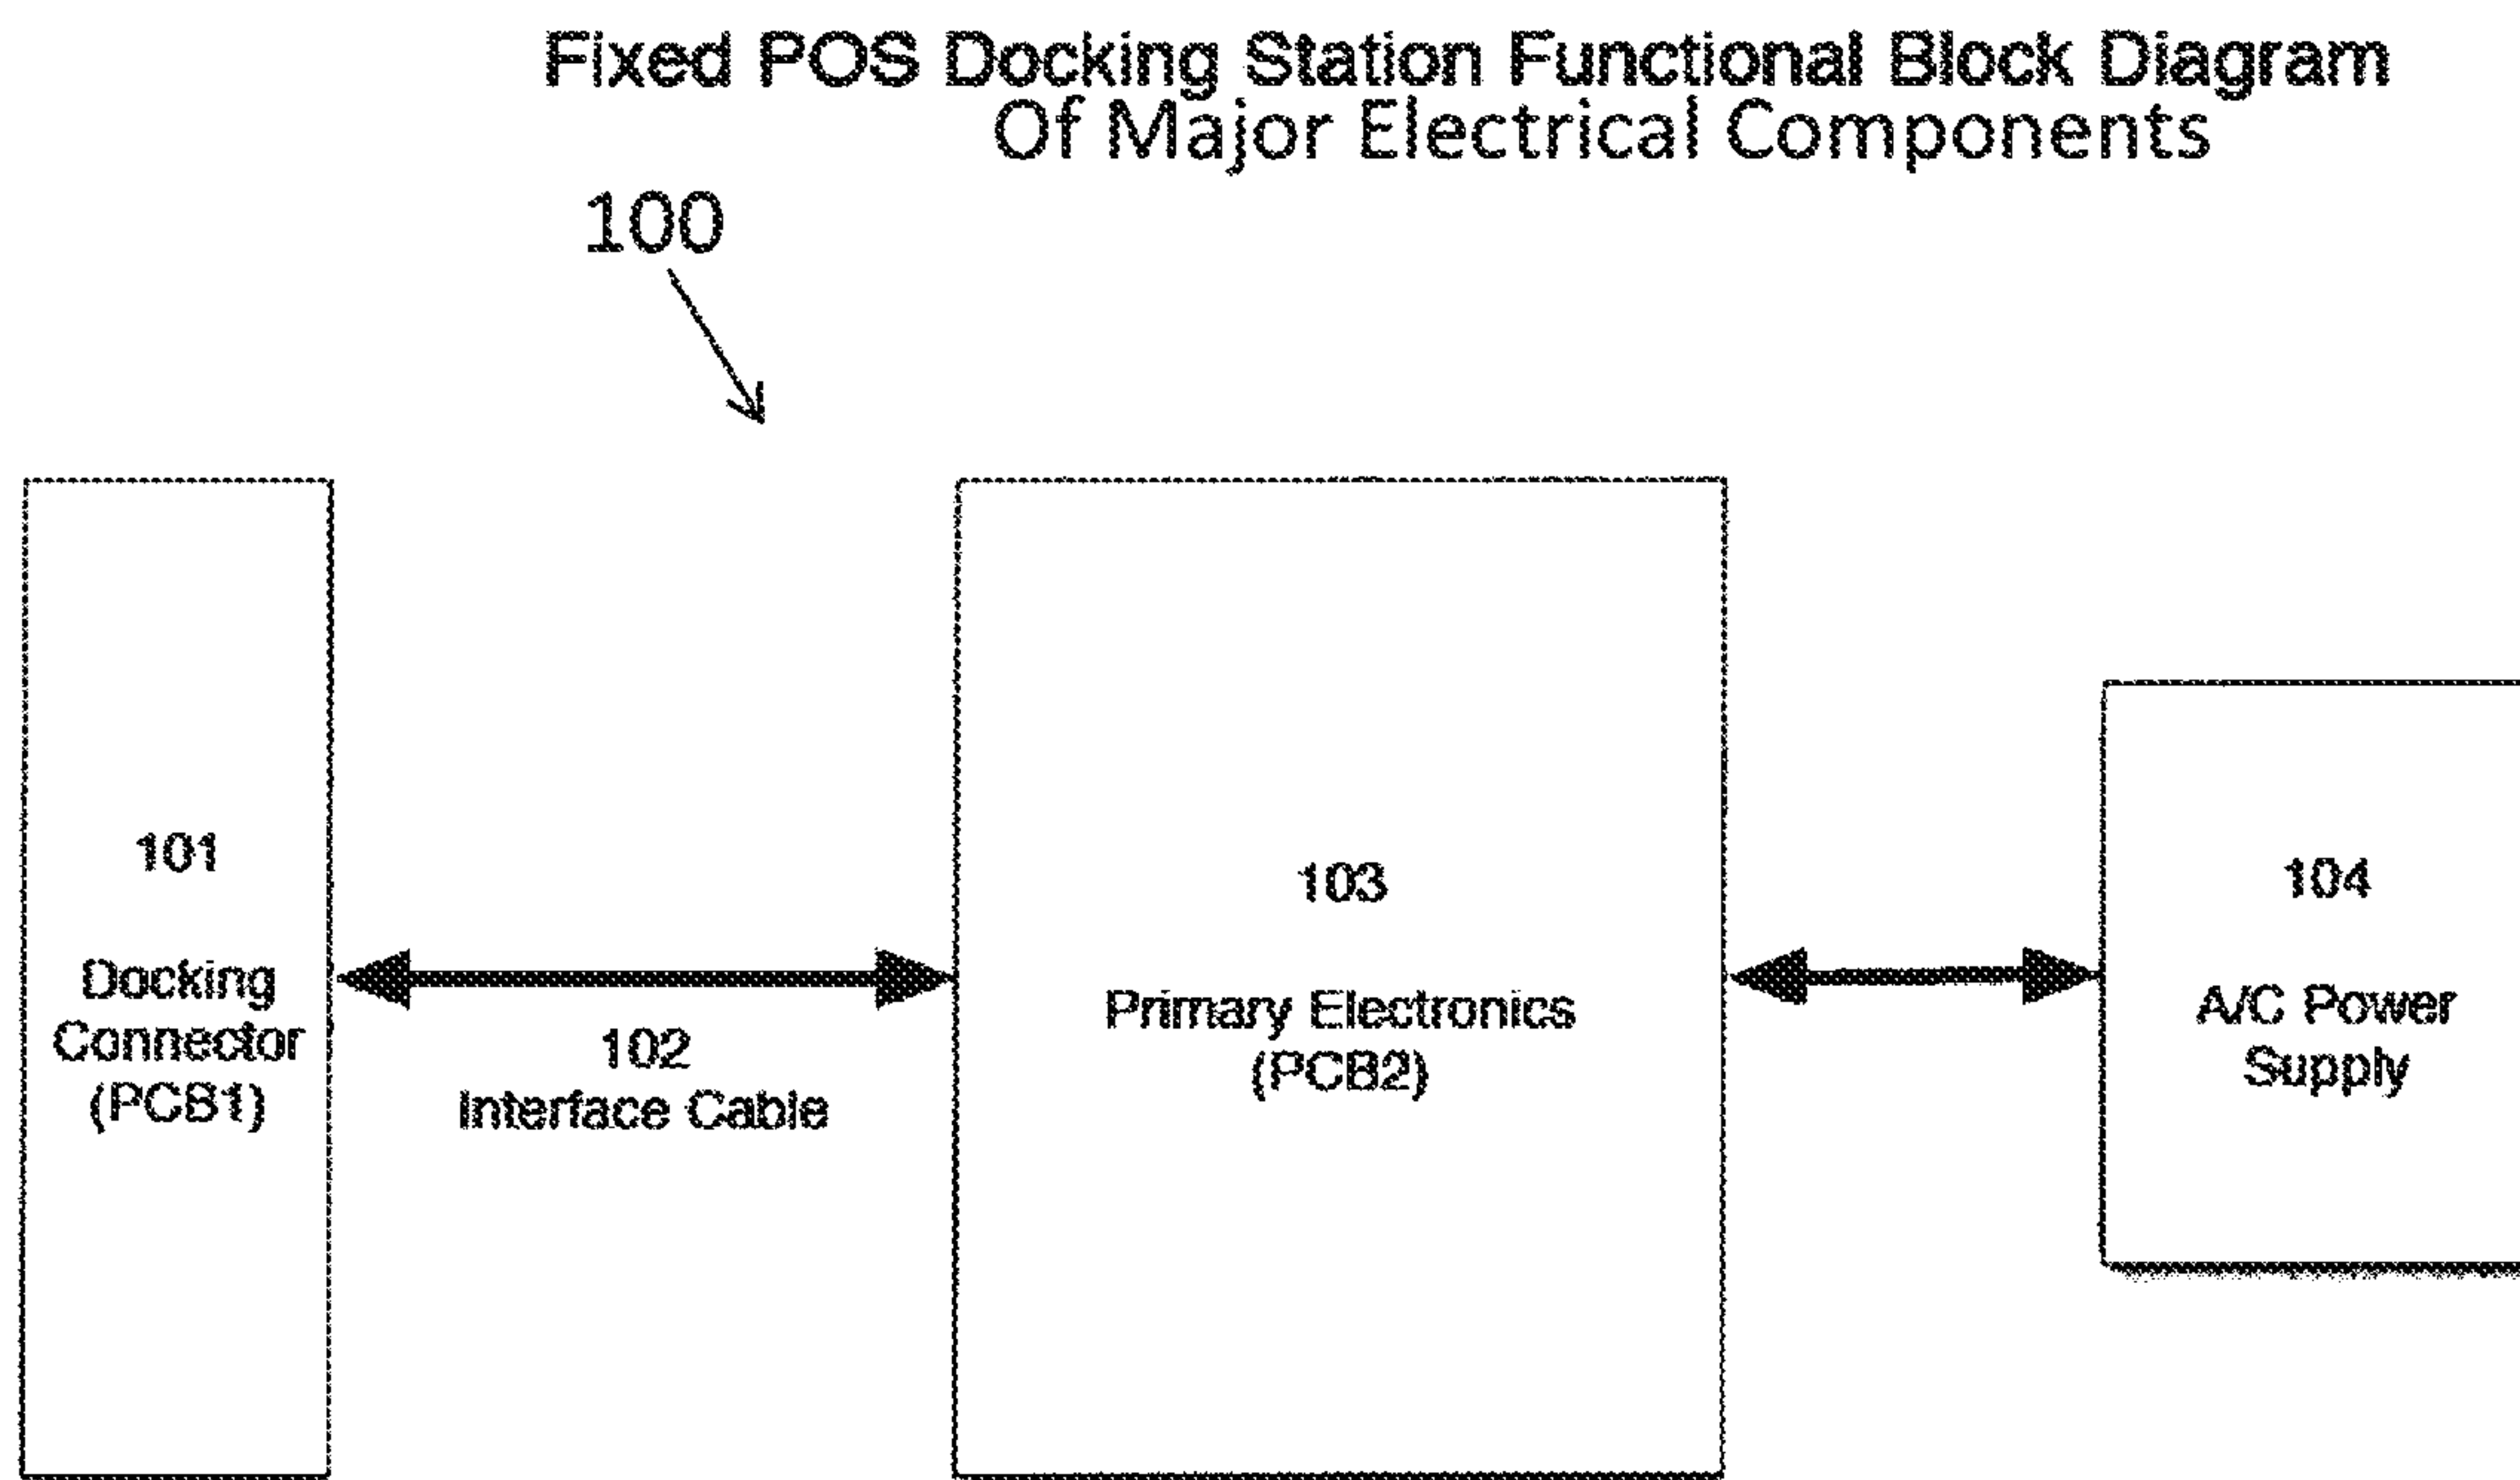 Fixed POS Docking Station Functional Block Diagram
Of Major Electrical Components
100
101
Docking
Connector
(PCB1)
102
Interface Cable
103
Primary Electronics
(PCB2)
104
A/C Power
Supply